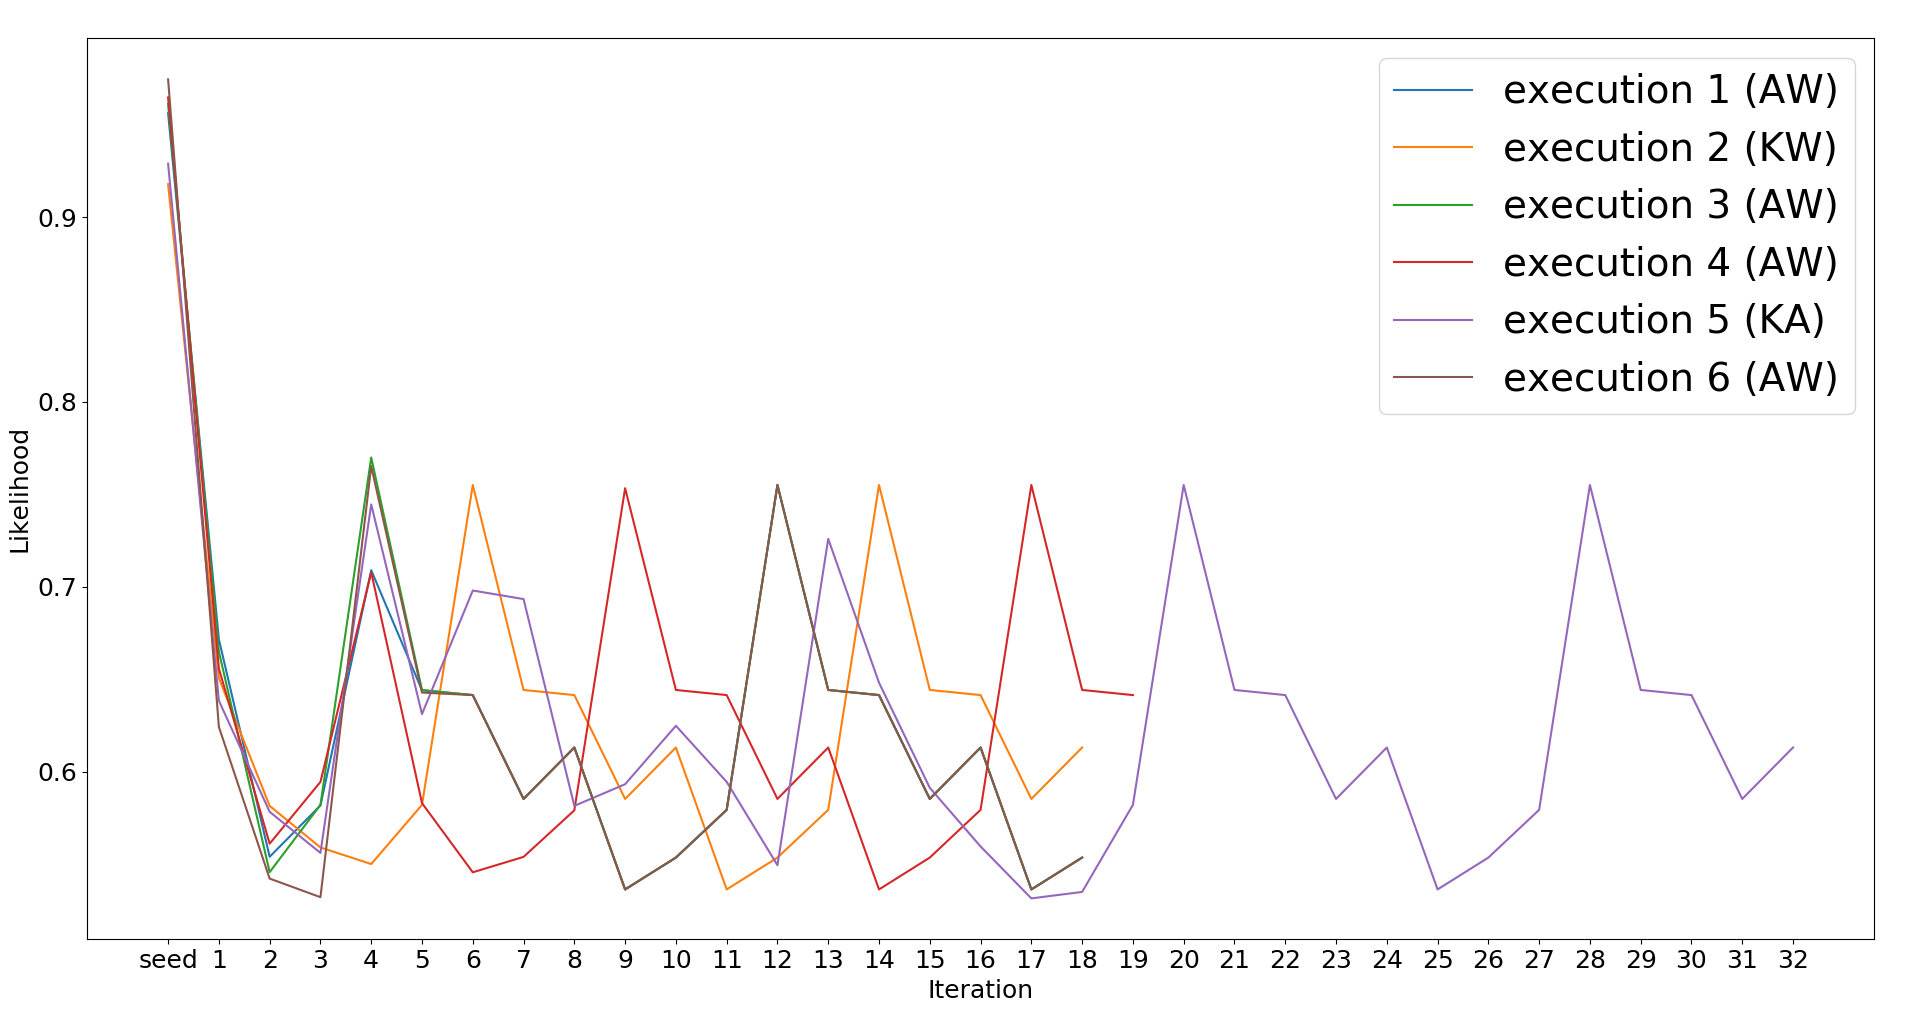 execution 1 (AW)
execution 2 (KW)
execution 3 (AW)
execution 4 (AW)
execution 5 (KA)
execution 6 (AW)
0.9
0.8
0.7
0.6
Likelihood
seed 1 2 3 4 5 6 7 8 9 10 11 12 13 14 15 16 17 18 19 20 21 22 23 24 25 26 27 28 29 30 31 32
Iteration